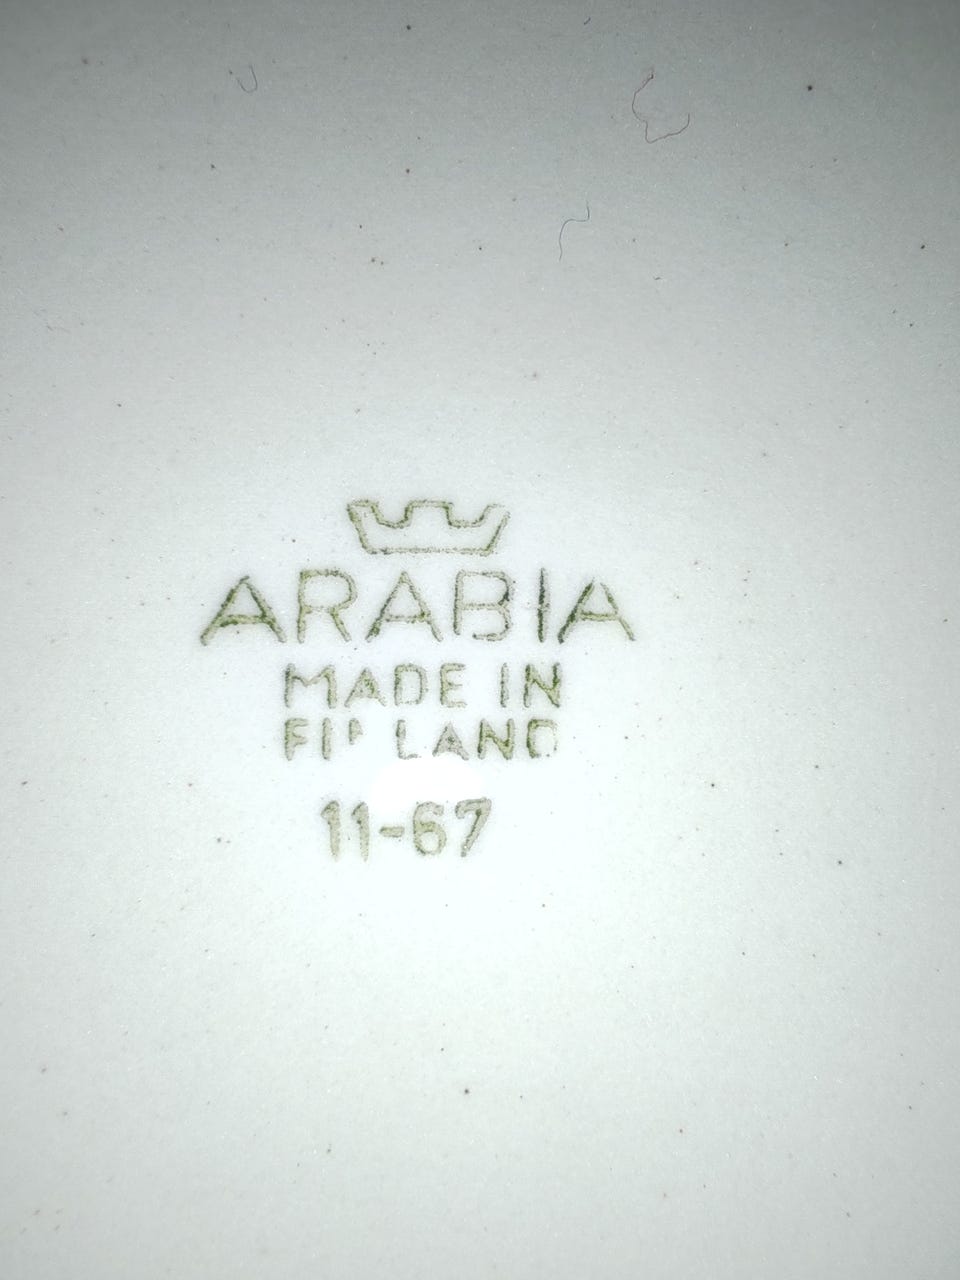 ARABIA
MADE IN
FINLAND
11-67